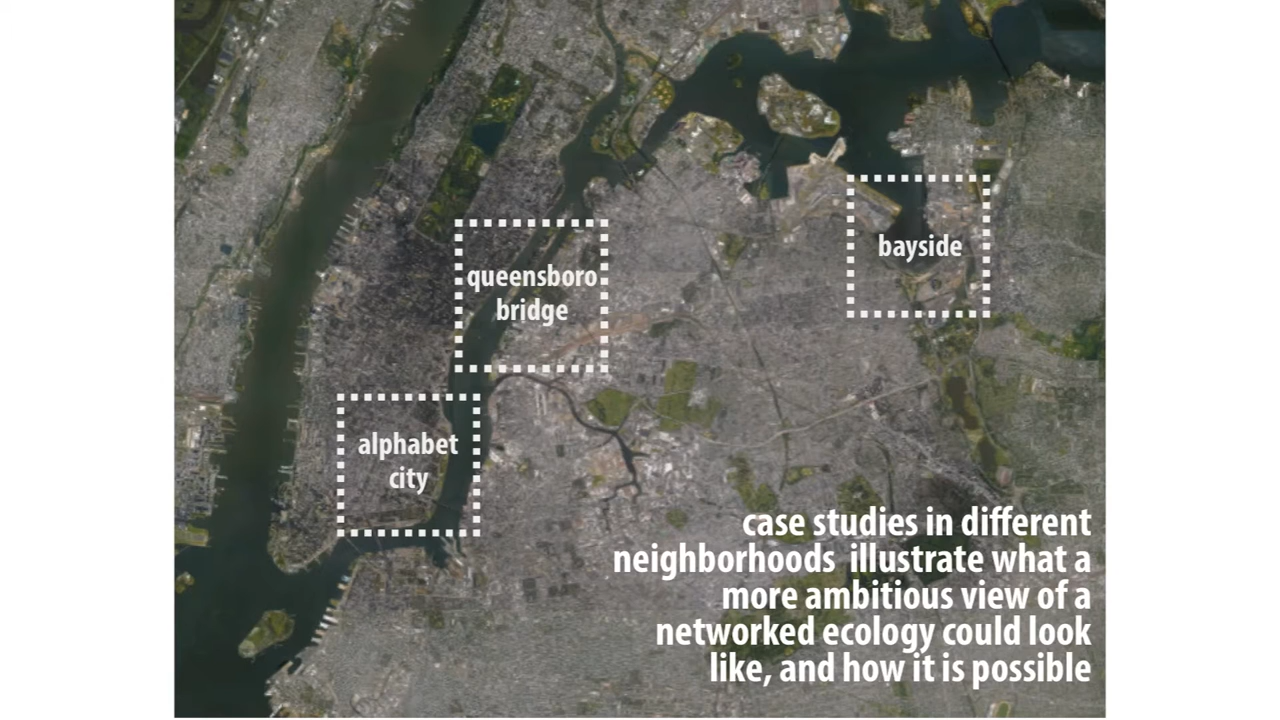 bayside
queensboro
bridge
alphabet
city
case studies in different
neighborhoods illustrate what a
more ambitious view of a
networked ecology could look
like, and how it is possible